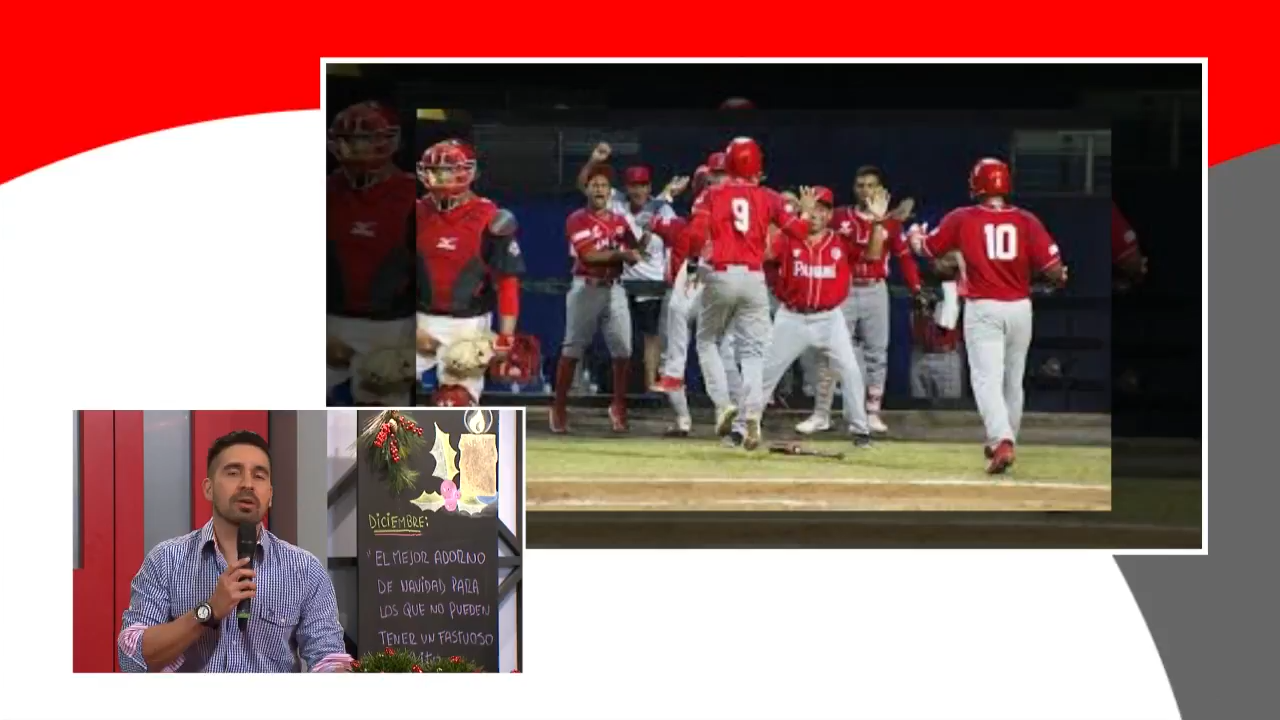 9
10
PANAMÁ
DICIEMBRE:
"EL MEJOR ADORNO
DE NAVIDAD PARA
LOS QUE NO PUEDEN
TENER UN FASTUOSO